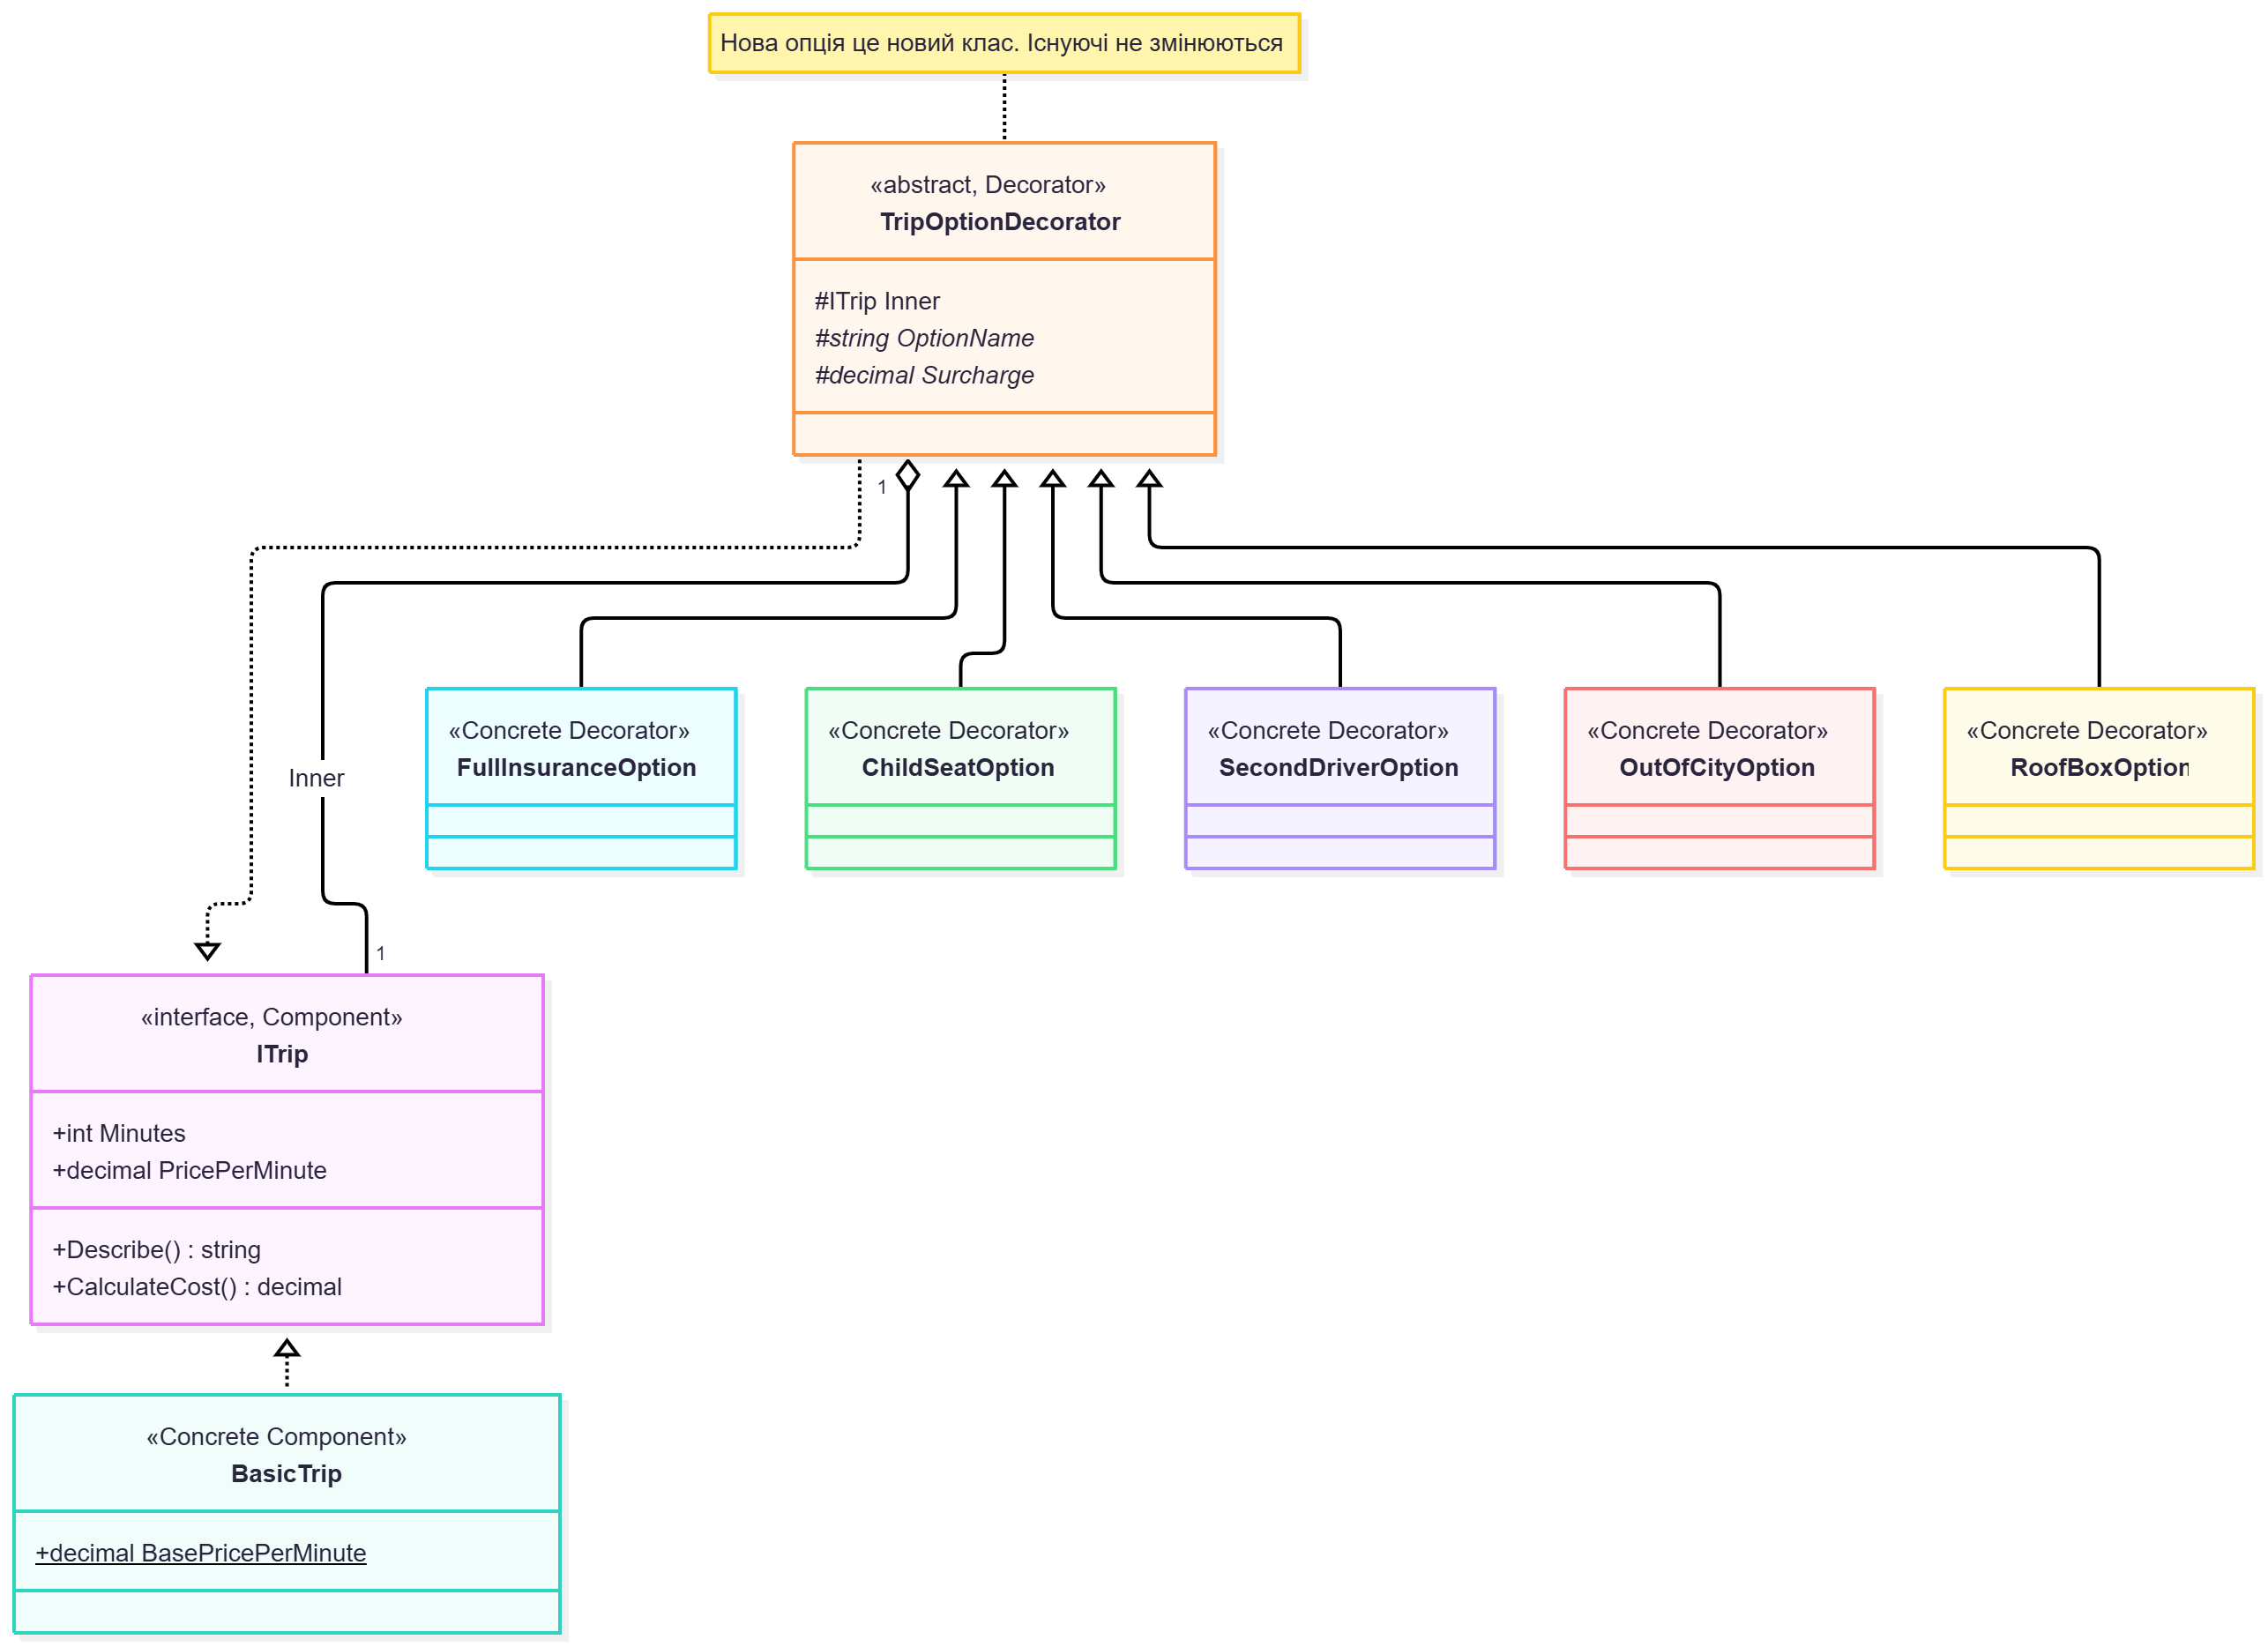 Нова опція це новий клас. Існуючі не змінюються
«abstract, Decorator»
TripOptionDecorator
#ITrip Inner
#string OptionName
#decimal Surcharge
1
Inner
1
«Concrete Decorator»
FullInsuranceOption
«Concrete Decorator»
ChildSeatOption
«Concrete Decorator»
SecondDriverOption
«Concrete Decorator»
OutOfCityOption
«Concrete Decorator»
RoofBoxOption
«interface, Component»
ITrip
+int Minutes
+decimal PricePerMinute
+Describe() : string
+CalculateCost() : decimal
«Concrete Component»
BasicTrip
+decimal BasePricePerMinute